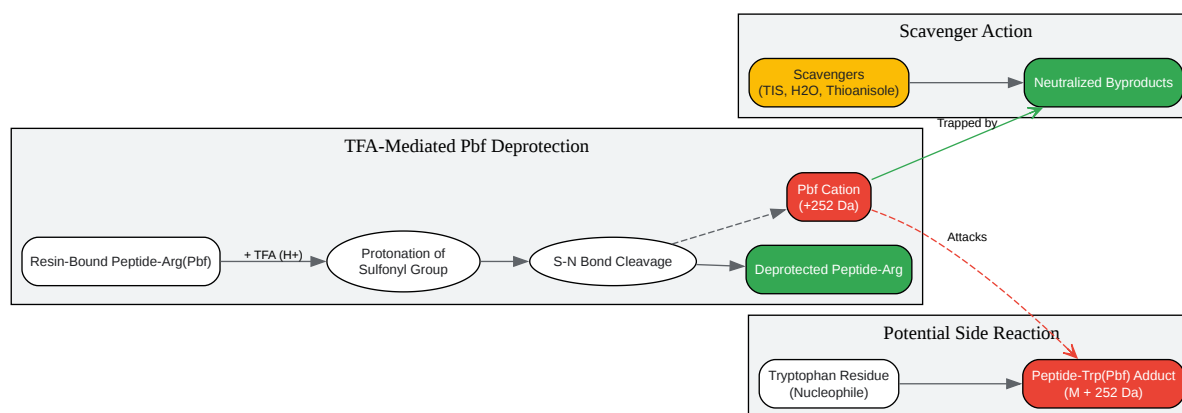 Scavenger Action
Scavengers
(TIS, H2O, Thioanisole)
Neutralized Byproducts
Trapped by
TFA-Mediated Pbf Deprotection
Pbf Cation
(+252 Da)
Resin-Bound Peptide-Arg(Pbf)
+ TFA (H+)
Protonation of
Sulfonyl Group
S-N Bond Cleavage
Deprotected Peptide-Arg
Attacks
Potential Side Reaction
Tryptophan Residue
(Nucleophile)
Peptide-Trp(Pbf) Adduct
(M + 252 Da)